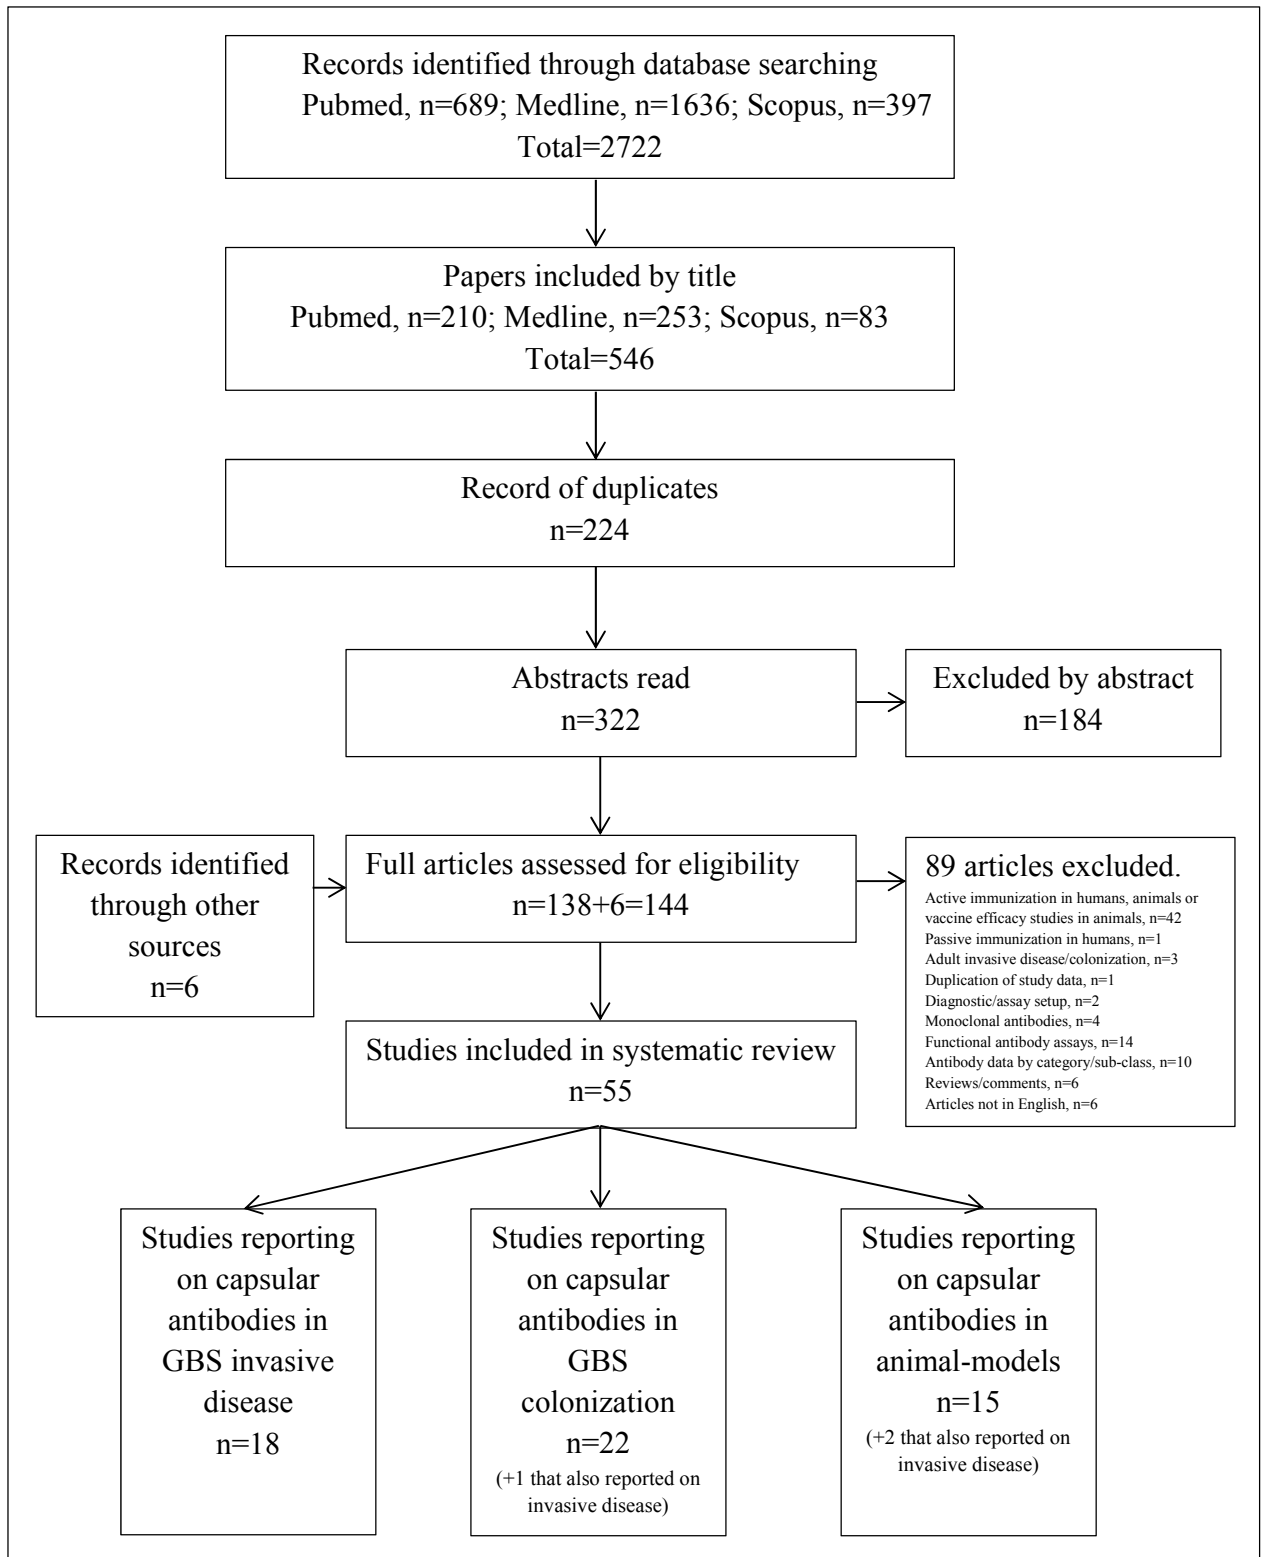 Records identified through database searching
Pubmed, n=689; Medline, n=1636; Scopus, n=397
Total=2722
Papers included by title
Pubmed, n=210; Medline, n=253; Scopus, n=83
Total=546
Record of duplicates
n=224
Abstracts read
n=322
Excluded by abstract
n=184
Records identified
through other
sources
n=6
Full articles assessed for eligibility
n=138+6=144
89 articles excluded.
Active immunization in humans, animals or
vaccine efficacy studies in animals, n=42
Passive immunization in humans, n=1
Adult invasive disease/colonization, n=3
Duplication of study data, n=1
Diagnostic/assay setup, n=2
Monoclonal antibodies, n=4
Functional antibody assays, n=14
Antibody data by category/sub-class, n=10
Reviews/comments, n=6
Articles not in English, n=6
Studies included in systematic review
n=55
Studies reporting
on capsular
antibodies in
GBS invasive
disease
n=18
Studies reporting
on capsular
antibodies in
GBS
colonization
n=22
(+1 that also reported on
invasive disease)
Studies reporting
on capsular
antibodies in
animal-models
n=15
(+2 that also reported on
invasive disease)